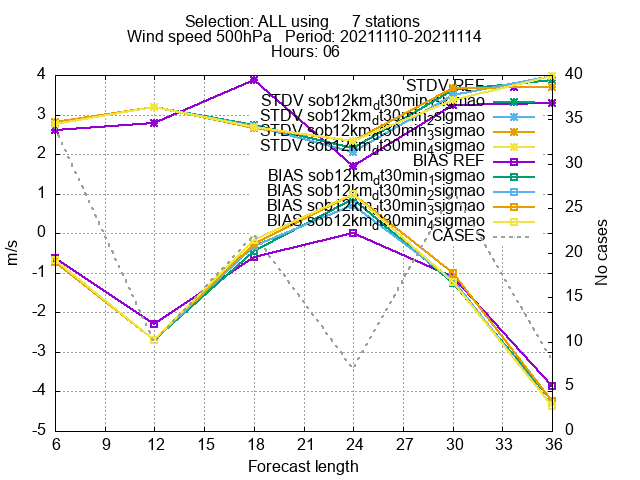 Selection: ALL using 7 stations
Wind speed 500hPa Period: 20211110-20211114
Hours: 06
4 40
3 35
2 30
1 25
0
-1 20
-2 15
-3 10
-4 5
-5 0
m/s
No cases
STDV REF
STDV sob12km_dt30min_1sigmao
STDV sob12km_dt30min_2sigmao
STDV sob12km_dt30min_3sigmao
STDV sob12km_dt30min_4sigmao
BIAS REF
BIAS sob12km_dt30min_1sigmao
BIAS sob12km_dt30min_2sigmao
BIAS sob12km_dt30min_3sigmao
BIAS sob12km_dt30min_4sigmao
CASES
6 9 12 15 18 21 24 27 30 33 36
Forecast length